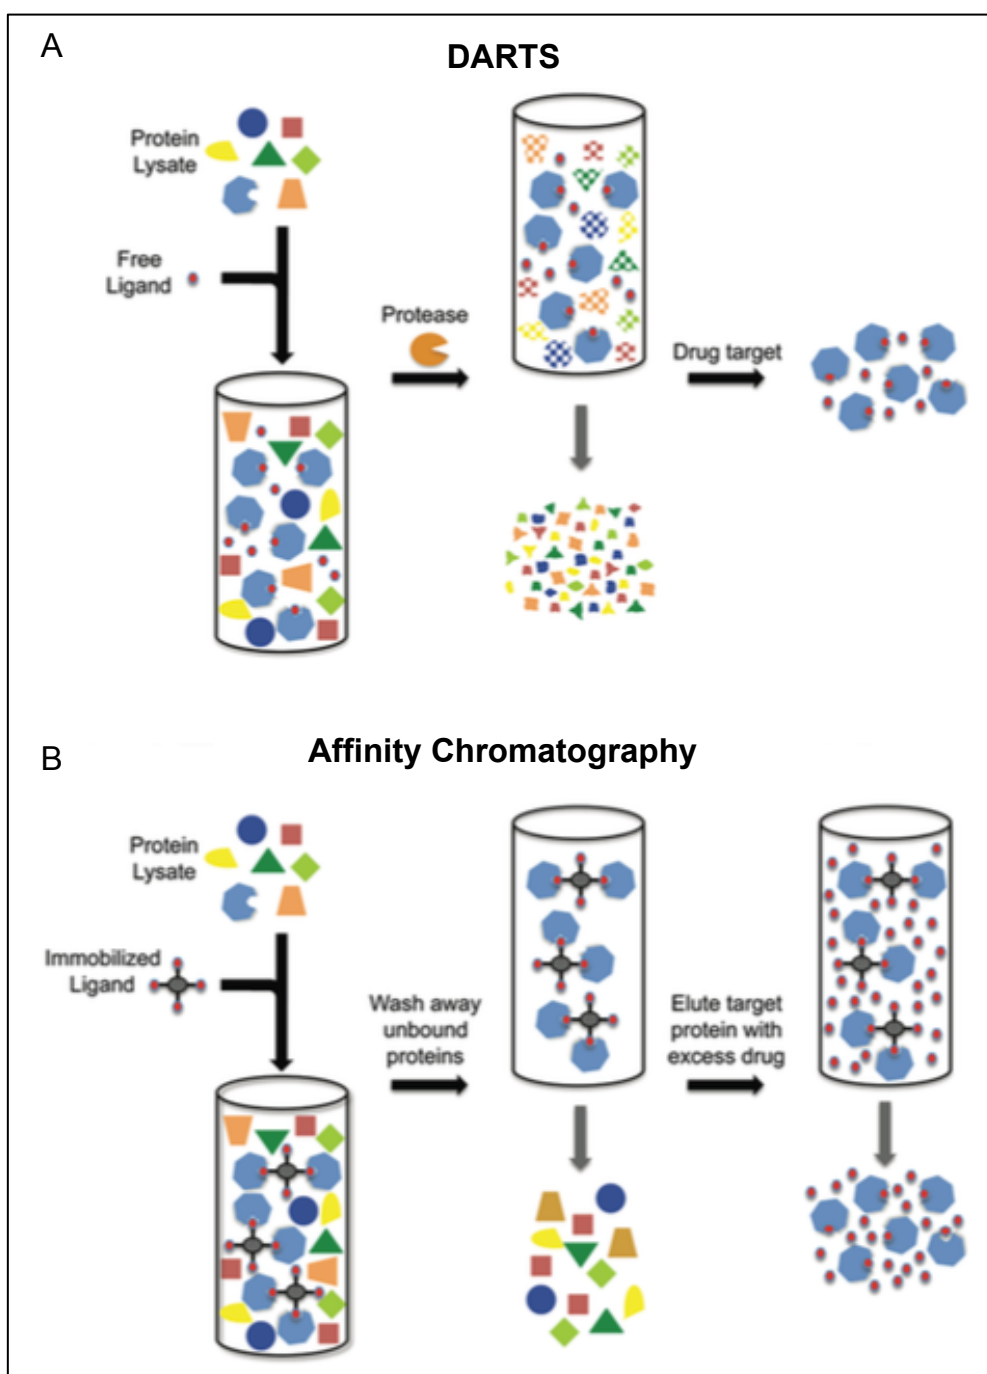 A
DARTS
Protein
Lysate
Free
Ligand
Protease
Drug target
B
Affinity Chromatography
Protein
Lysate
Immobilized
Ligand
Wash away
unbound
proteins
Elute target
protein with
excess drug